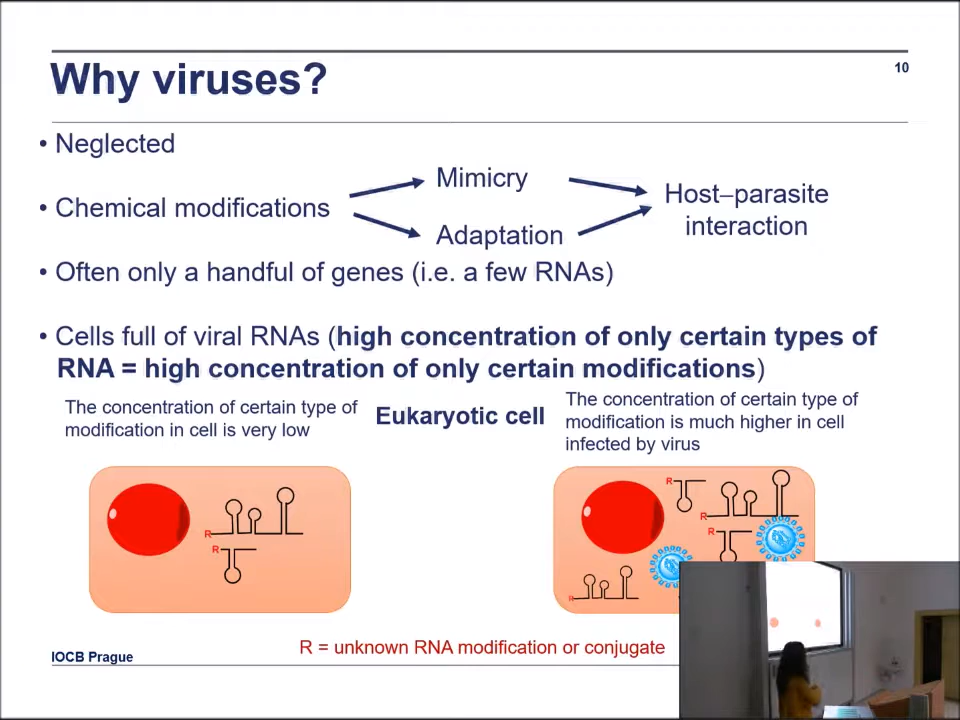 10
Why viruses?
• Neglected
• Chemical modifications
Mimicry
Adaptation
Host–parasite
interaction
• Often only a handful of genes (i.e. a few RNAs)
• Cells full of viral RNAs (high concentration of only certain types of
RNA = high concentration of only certain modifications)
The concentration of certain type of
modification in cell is very low
Eukaryotic cell
The concentration of certain type of
modification is much higher in cell
infected by virus
R
R
R
R
R
R
R = unknown RNA modification or conjugate
IOCB Prague